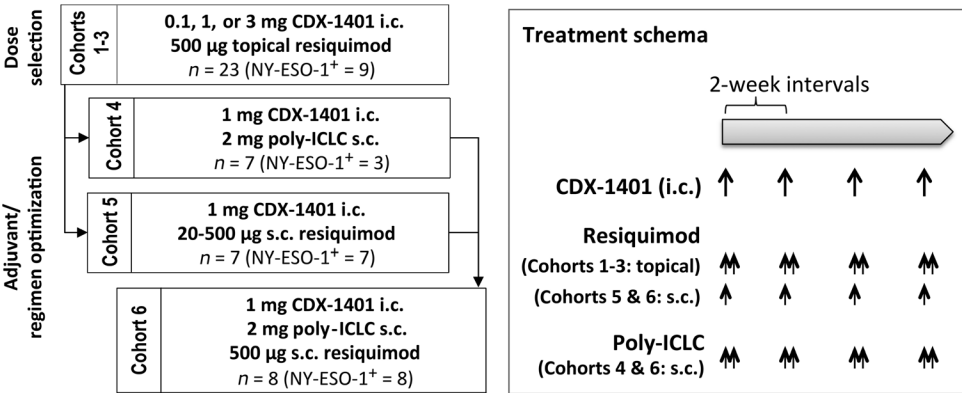 Dose
selection
Cohorts
1-3
0.1, 1, or 3 mg CDX-1401 i.c.
500 µg topical resiquimod
n = 23 (NY-ESO-1⁺ = 9)
Adjuvant/
regimen optimization
Cohort 4
1 mg CDX-1401 i.c.
2 mg poly-ICLC s.c.
n = 7 (NY-ESO-1⁺ = 3)
Cohort 5
1 mg CDX-1401 i.c.
20-500 µg s.c. resiquimod
n = 7 (NY-ESO-1⁺ = 7)
Cohort 6
1 mg CDX-1401 i.c.
2 mg poly-ICLC s.c.
500 µg s.c. resiquimod
n = 8 (NY-ESO-1⁺ = 8)
Treatment schema
2-week intervals
CDX-1401 (i.c.)
Resiquimod
(Cohorts 1-3: topical)
(Cohorts 5 & 6: s.c.)
Poly-ICLC
(Cohorts 4 & 6: s.c.)